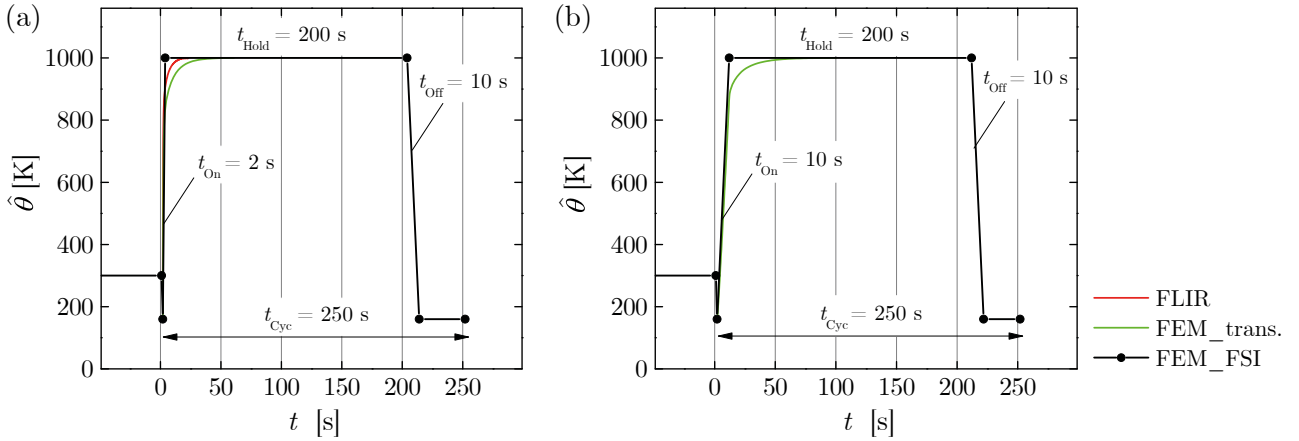 (a)
t_Hold = 200 s
t_Off = 10 s
t_On = 2 s
t_Cyc = 250 s
1000
800
600
400
200
0
θ̂ [K]
0 50 100 150 200 250
t [s]
(b)
t_Hold = 200 s
t_Off = 10 s
t_On = 10 s
t_Cyc = 250 s
1000
800
600
400
200
0
θ̂ [K]
0 50 100 150 200 250
t [s]
FLIR
FEM_trans.
FEM_FSI